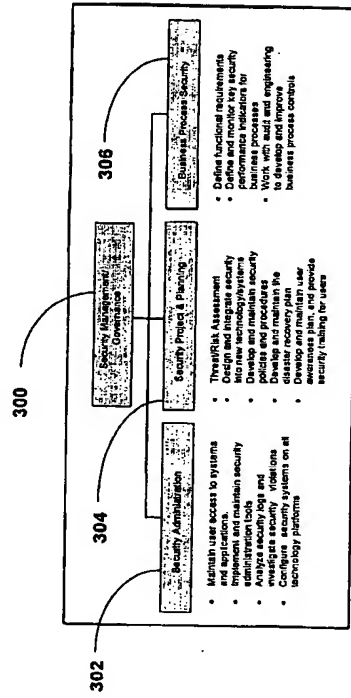 300
Security Management/
Governance
302
Security Administration
• Maintain user access to systems
and applications.
• Implement and maintain security
administration tools
• Analyze security logs and
investigate security violations
• Configure security systems on all
technology platforms
304
Security Project & Planning
• Threat/Risk Assessment
• Design and integrate security
into new technology/systems
• Develop and maintain security
policies and procedures
• Develop and maintain the
disaster recovery plan
• Develop and maintain user
awareness plan, and provide
security training for users
306
Business Process Security
• Define functional requirements
• Define and monitor key security
performance indicators for
business processes
• Work with audit and engineering
to develop and improve
business process controls